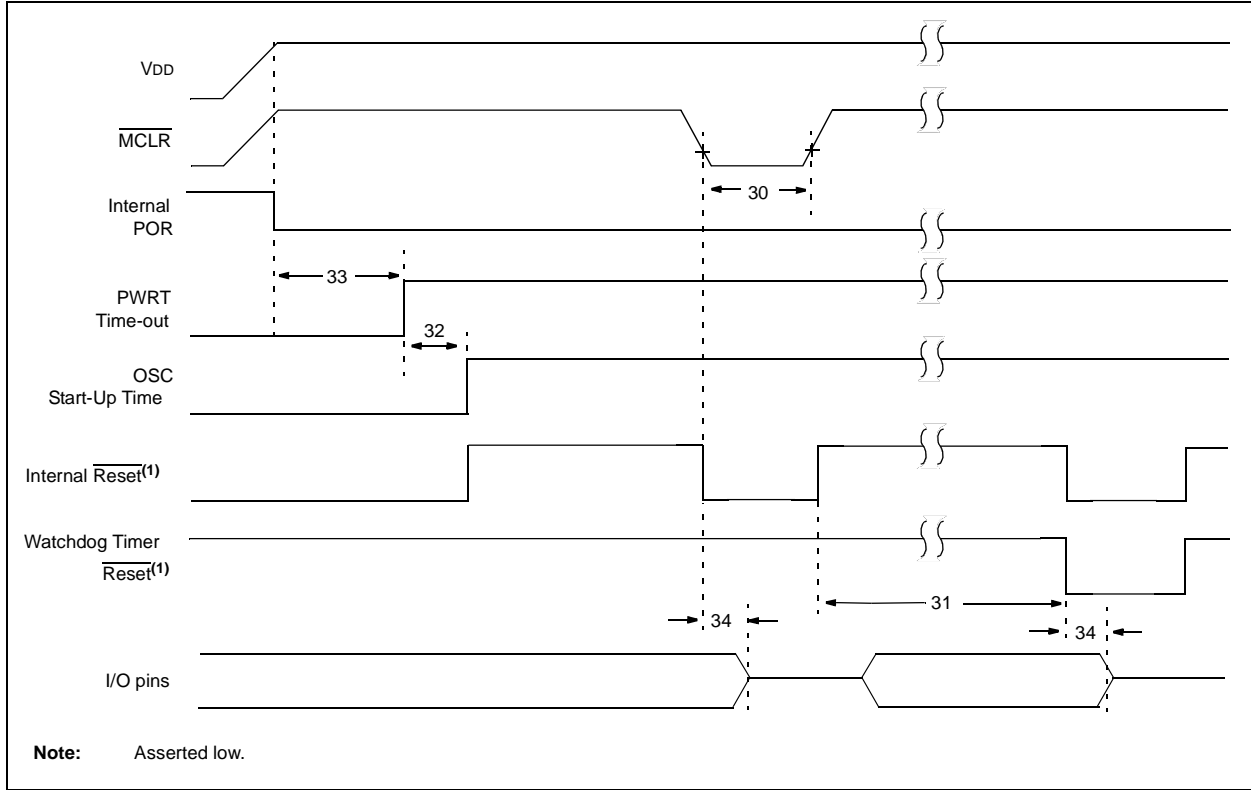 VDD
MCLR
30
Internal
POR
33
PWRT
Time-out
32
OSC
Start-Up Time
Internal Reset(1)
Watchdog Timer
Reset(1)
31
34
34
I/O pins
Note: Asserted low.